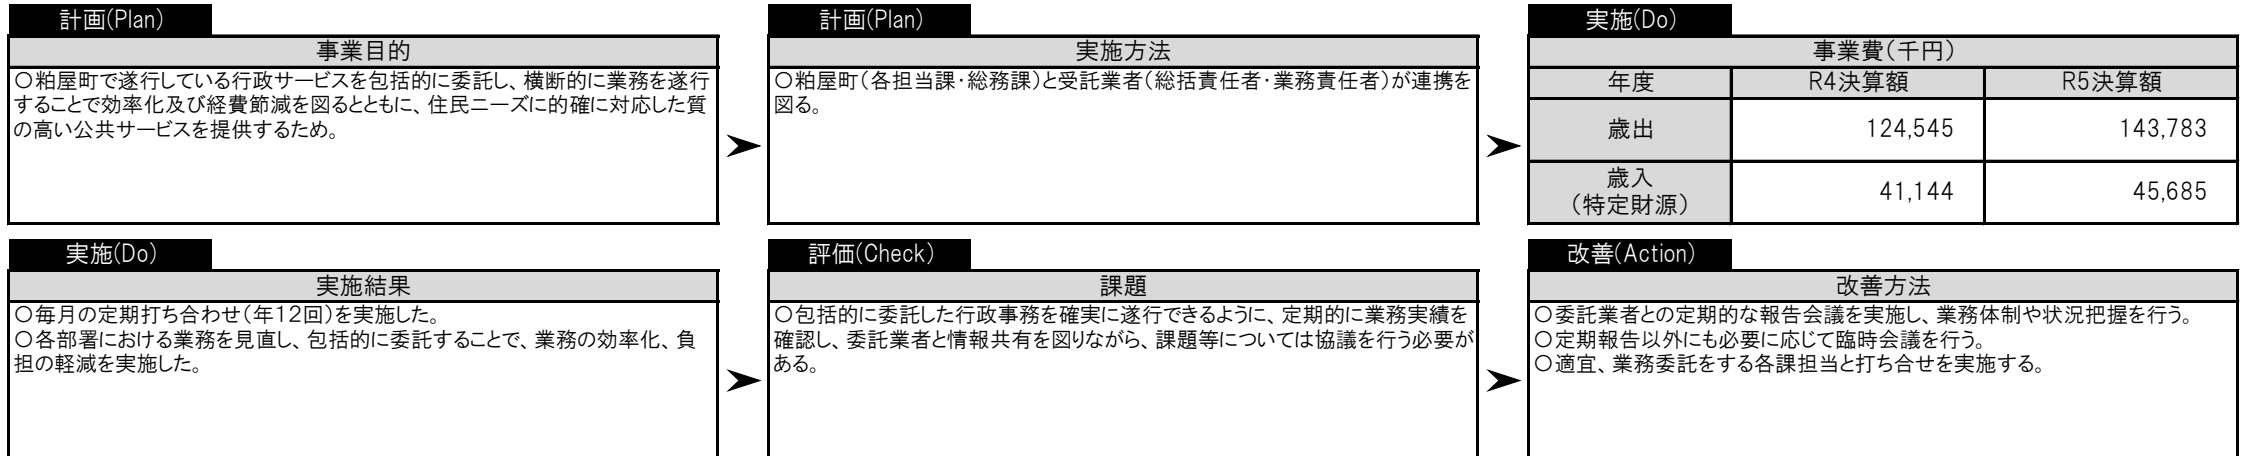 計画(Plan)
事業目的
○粕屋町で遂行している行政サービスを包括的に委託し、横断的に業務を遂行
することで効率化及び経費節減を図るとともに、住民ニーズに的確に対応した質
の高い公共サービスを提供するため。
計画(Plan)
実施方法
○粕屋町（各担当課・総務課）と受託業者（総括責任者・業務責任者）が連携を
図る。
実施(Do)
事業費（千円）
年度 R4決算額 R5決算額
歳出 124,545 143,783
歳入
（特定財源） 41,144 45,685
実施(Do)
実施結果
○毎月の定期打ち合わせ（年12回）を実施した。
○各部署における業務を見直し、包括的に委託することで、業務の効率化、負
担の軽減を実施した。
評価(Check)
課題
○包括的に委託した行政事務を確実に遂行できるように、定期的に業務実績を
確認し、委託業者と情報共有を図りながら、課題等については協議を行う必要が
ある。
改善(Action)
改善方法
○委託業者との定期的な報告会議を実施し、業務体制や状況把握を行う。
○定期報告以外にも必要に応じて臨時会議を行う。
○適宜、業務委託をする各課担当と打ち合せを実施する。